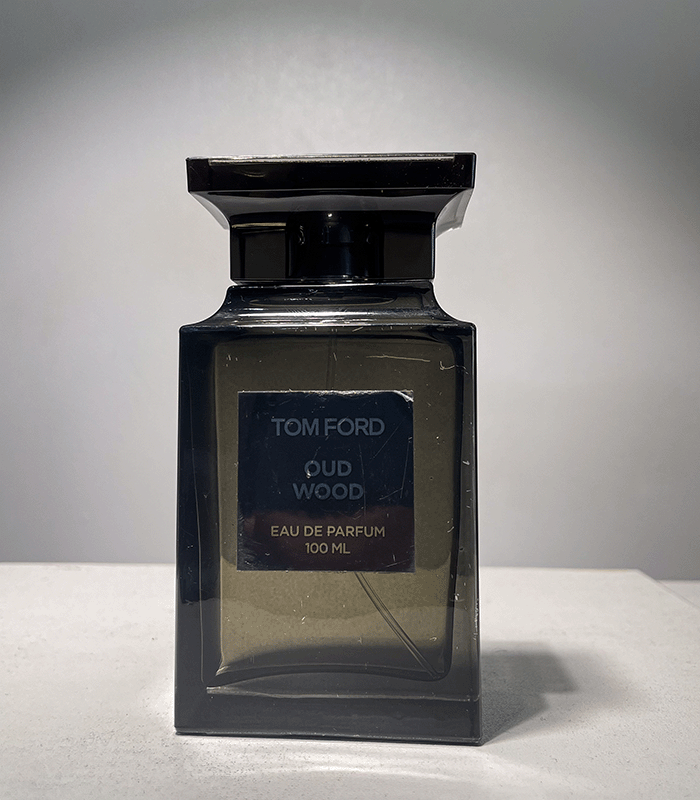 TOM FORD
OUD
WOOD
EAU DE PARFUM
100 ML